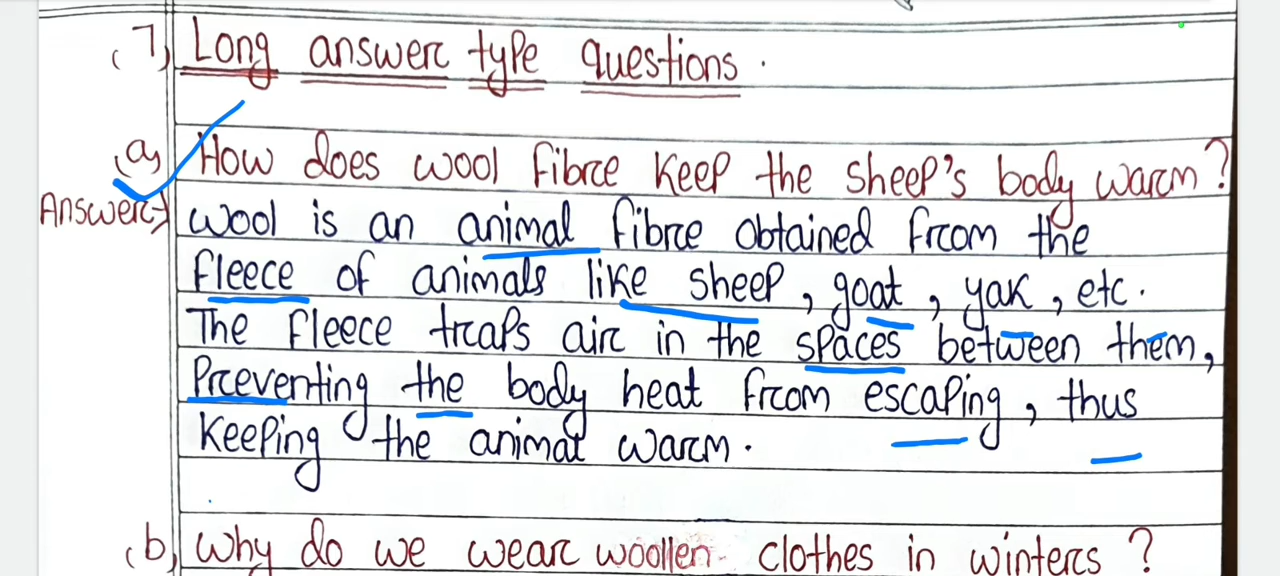 (7) Long answer type questions.
(a) How does wool fibre keep the sheep's body warm?
Answer→ Wool is an animal fibre obtained from the
fleece of animals like sheep, goat, yak, etc.
The fleece traps air in the spaces between them,
Preventing the body heat from escaping, thus
keeping the animal warm.
(b) Why do we wear woollen clothes in winters?